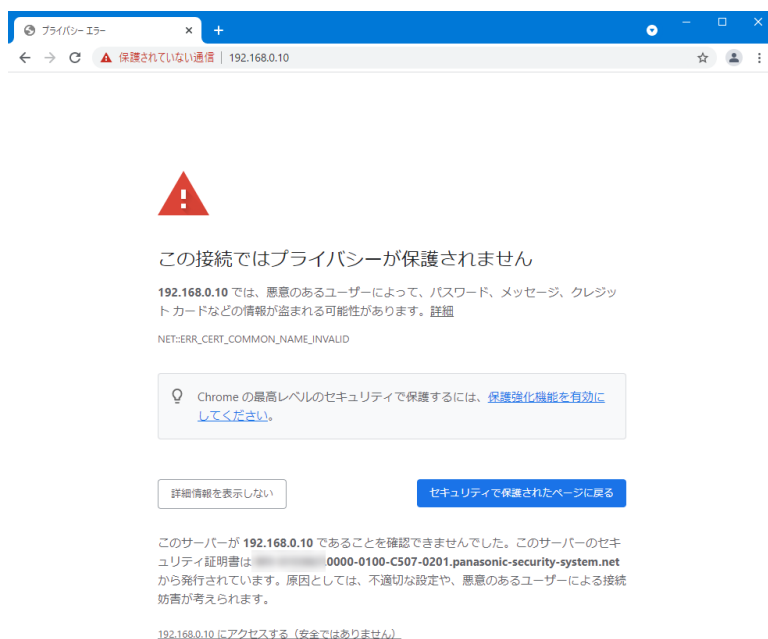 プライバシー エラー
保護されていない通信 | 192.168.0.10
この接続ではプライバシーが保護されません
192.168.0.10 では、悪意のあるユーザーによって、パスワード、メッセージ、クレジッ
ト カードなどの情報が盗まれる可能性があります。詳細
NET::ERR_CERT_COMMON_NAME_INVALID
Chrome の最高レベルのセキュリティで保護するには、保護強化機能を有効に
してください。
詳細情報を表示しない
セキュリティで保護されたページに戻る
このサーバーが 192.168.0.10 であることを確認できませんでした。このサーバーのセキ
ュリティ証明書は .0000-0100-C507-0201.panasonic-security-system.net
から発行されています。原因としては、不適切な設定や、悪意のあるユーザーによる接続
妨害が考えられます。
192.168.0.10 にアクセスする（安全ではありません）